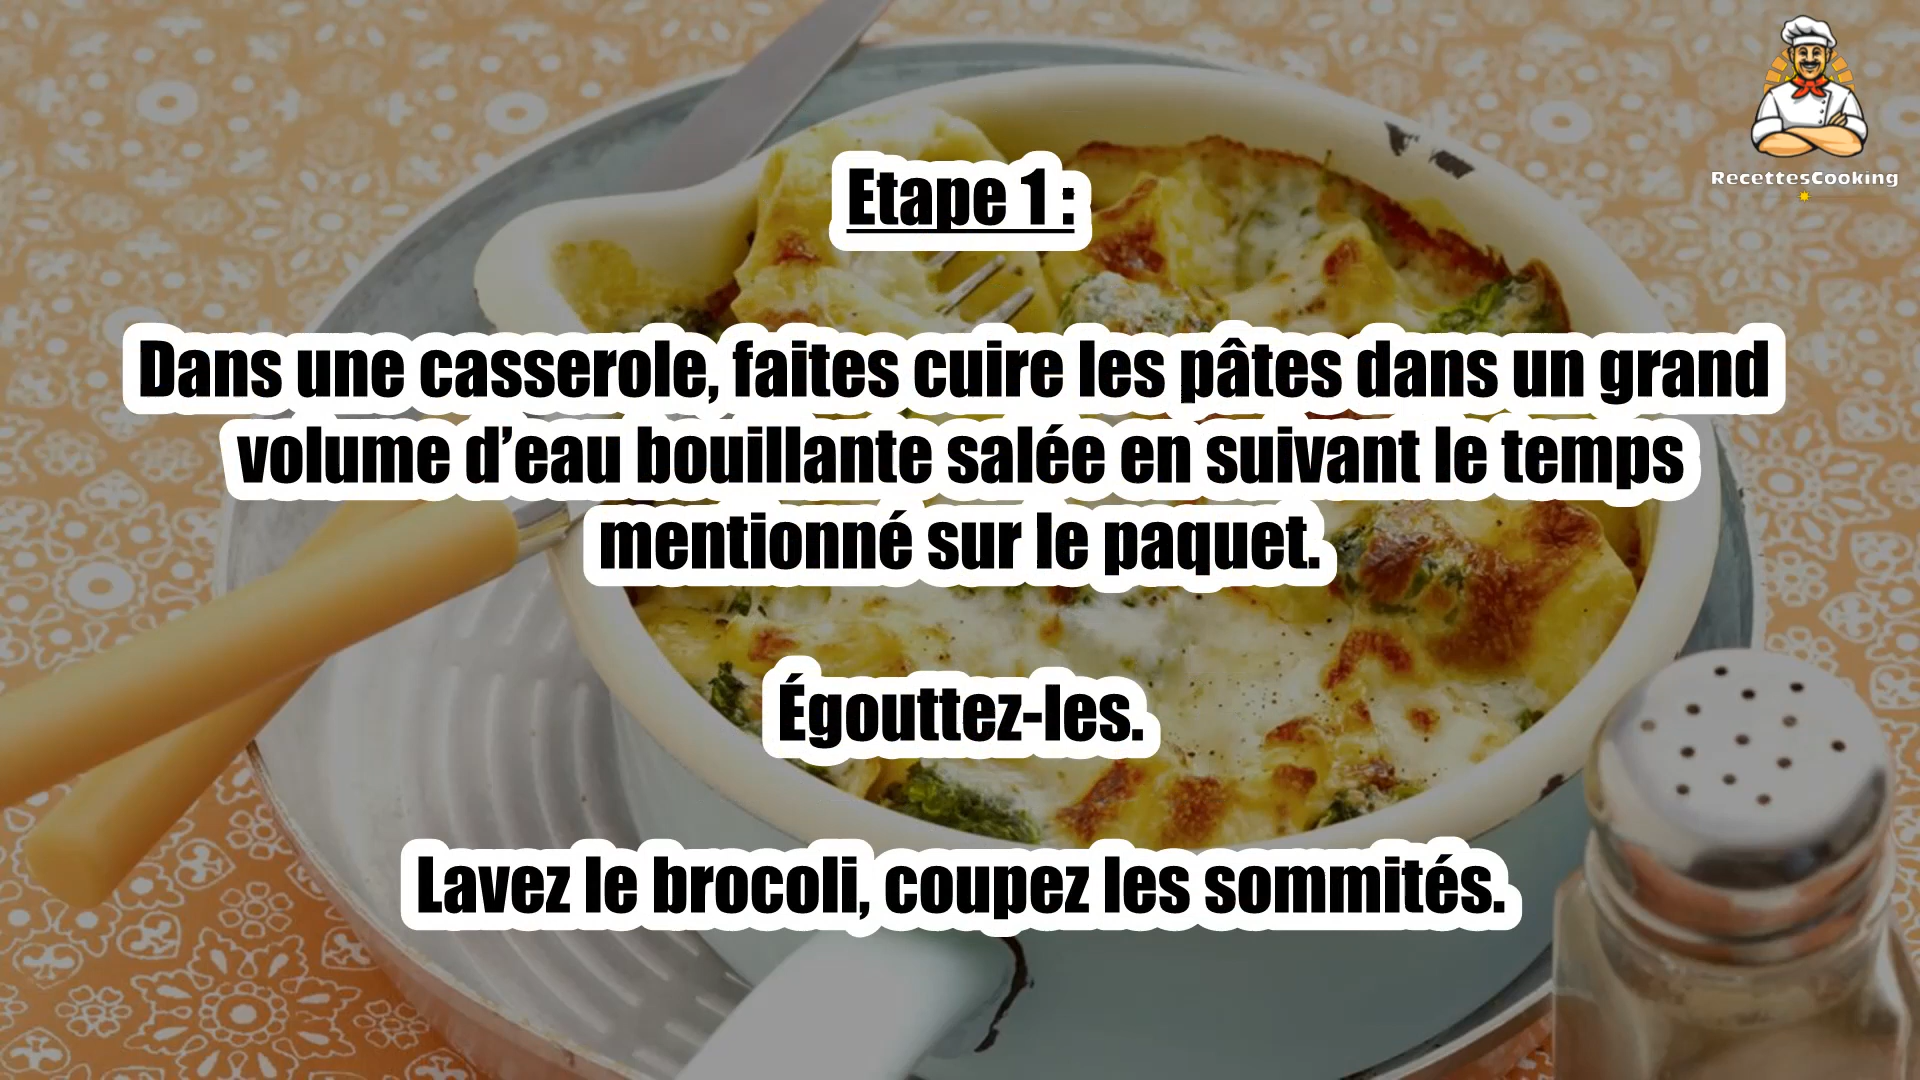 RecettesCooking
Etape 1 :
Dans une casserole, faites cuire les pâtes dans un grand
volume d’eau bouillante salée en suivant le temps
mentionné sur le paquet.
Égouttez-les.
Lavez le brocoli, coupez les sommités.